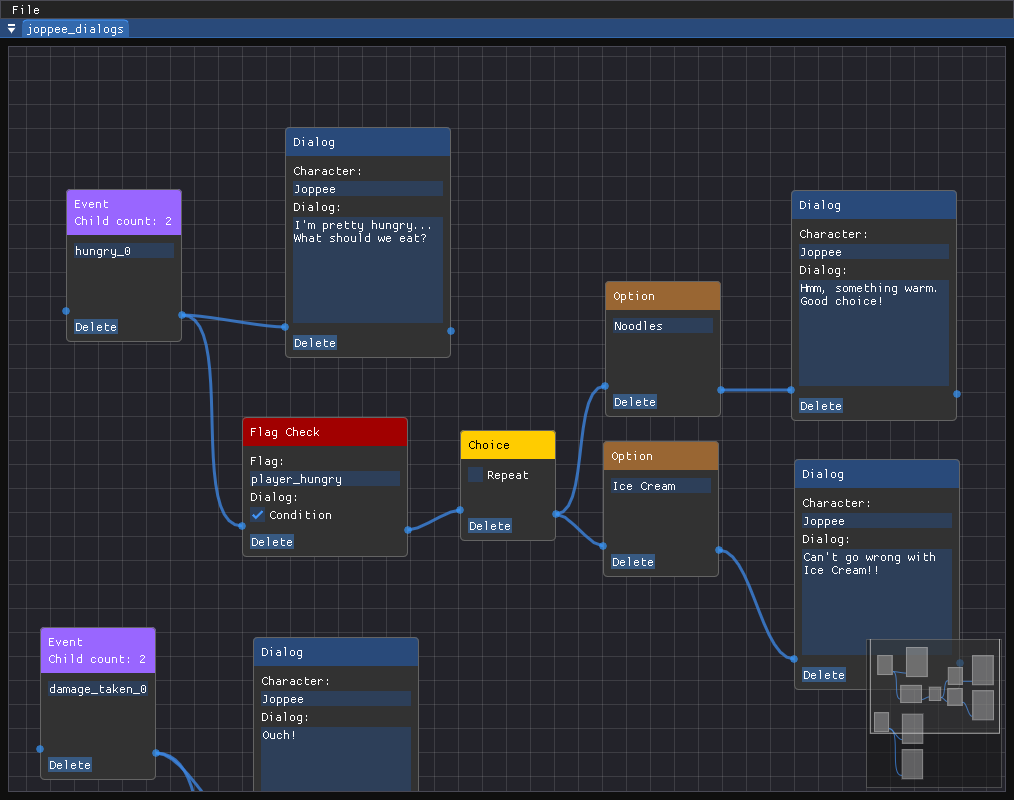 File
joppee_dialogs
Event
Child count: 2
hungry_0
Delete
Dialog
Character:
Joppee
Dialog:
I'm pretty hungry...
What should we eat?
Delete
Flag Check
Flag:
player_hungry
Dialog:
Condition
Delete
Choice
Repeat
Delete
Option
Noodles
Delete
Dialog
Character:
Joppee
Dialog:
Hmm, something warm.
Good choice!
Delete
Option
Ice Cream
Delete
Dialog
Character:
Joppee
Dialog:
Can't go wrong with
Ice Cream!!
Delete
Event
Child count: 2
damage_taken_0
Delete
Dialog
Character:
Joppee
Dialog:
Ouch!